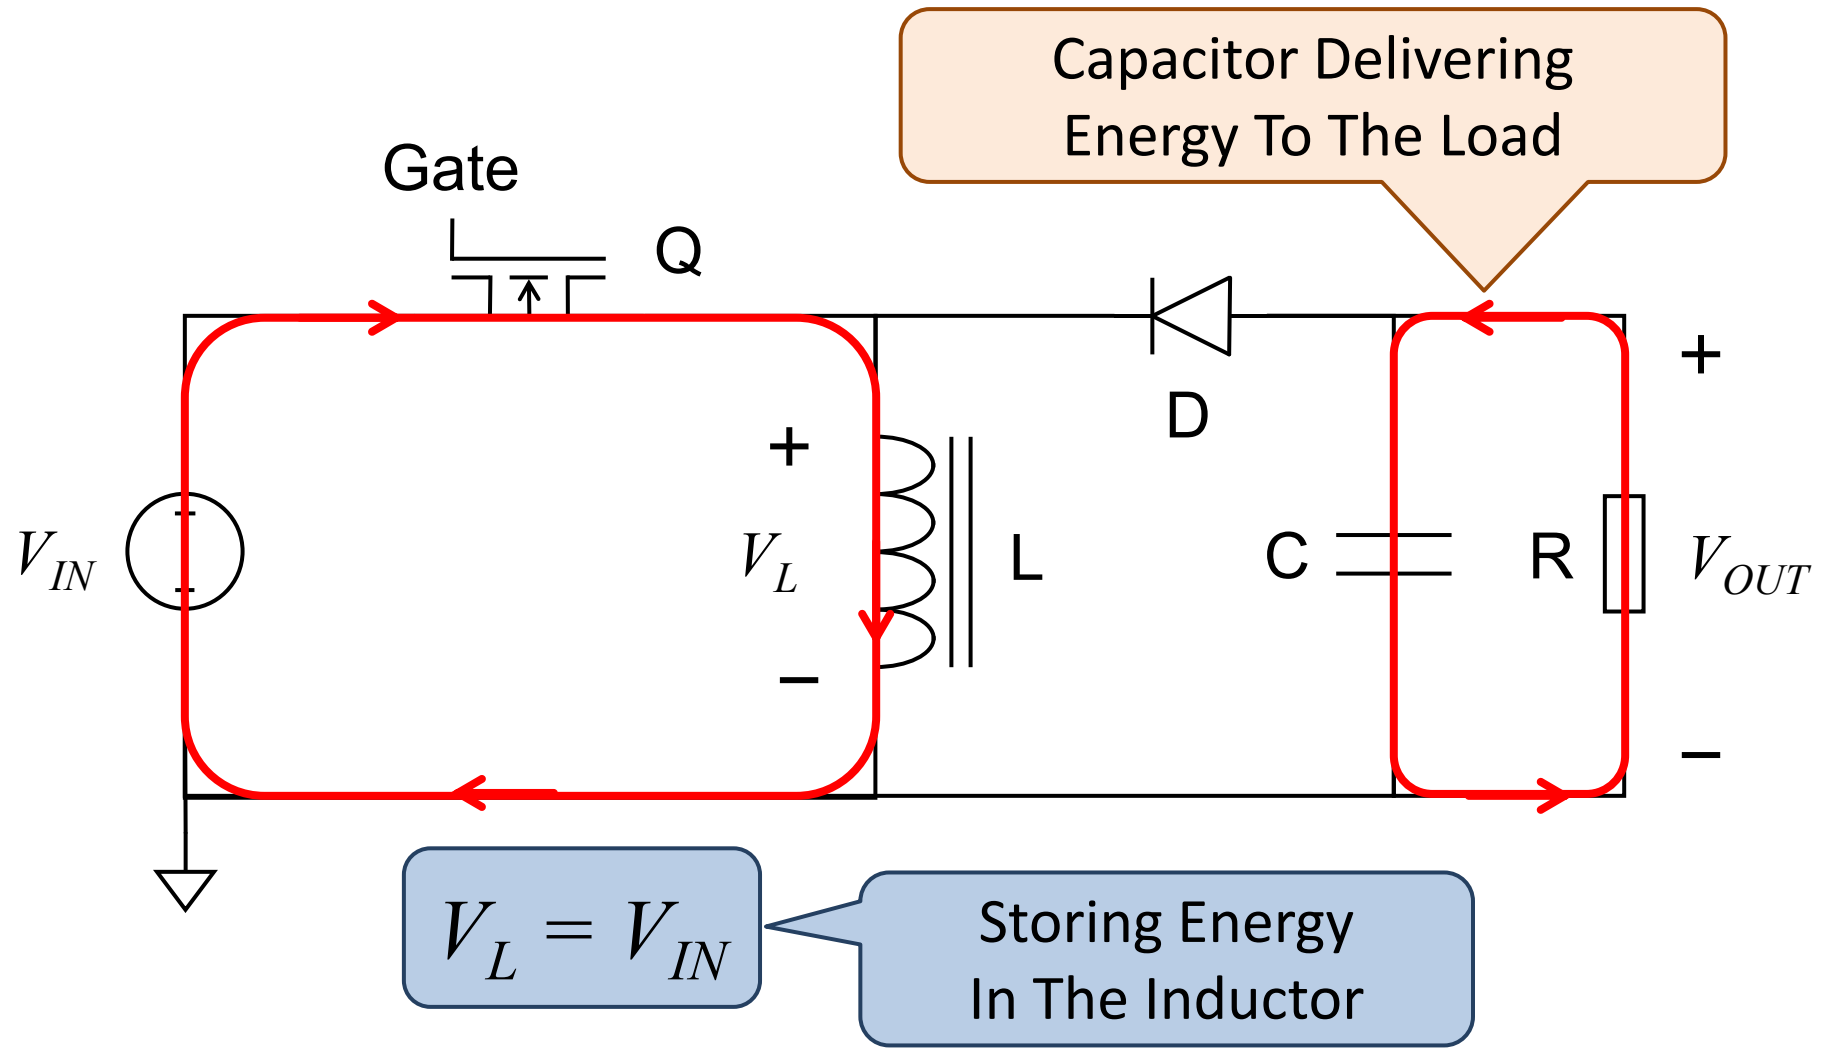 Capacitor Delivering
Energy To The Load
Gate
Q
+
D
+
V_IN
V_L
L
C
R
V_OUT
−
−
V_L = V_IN
Storing Energy
In The Inductor